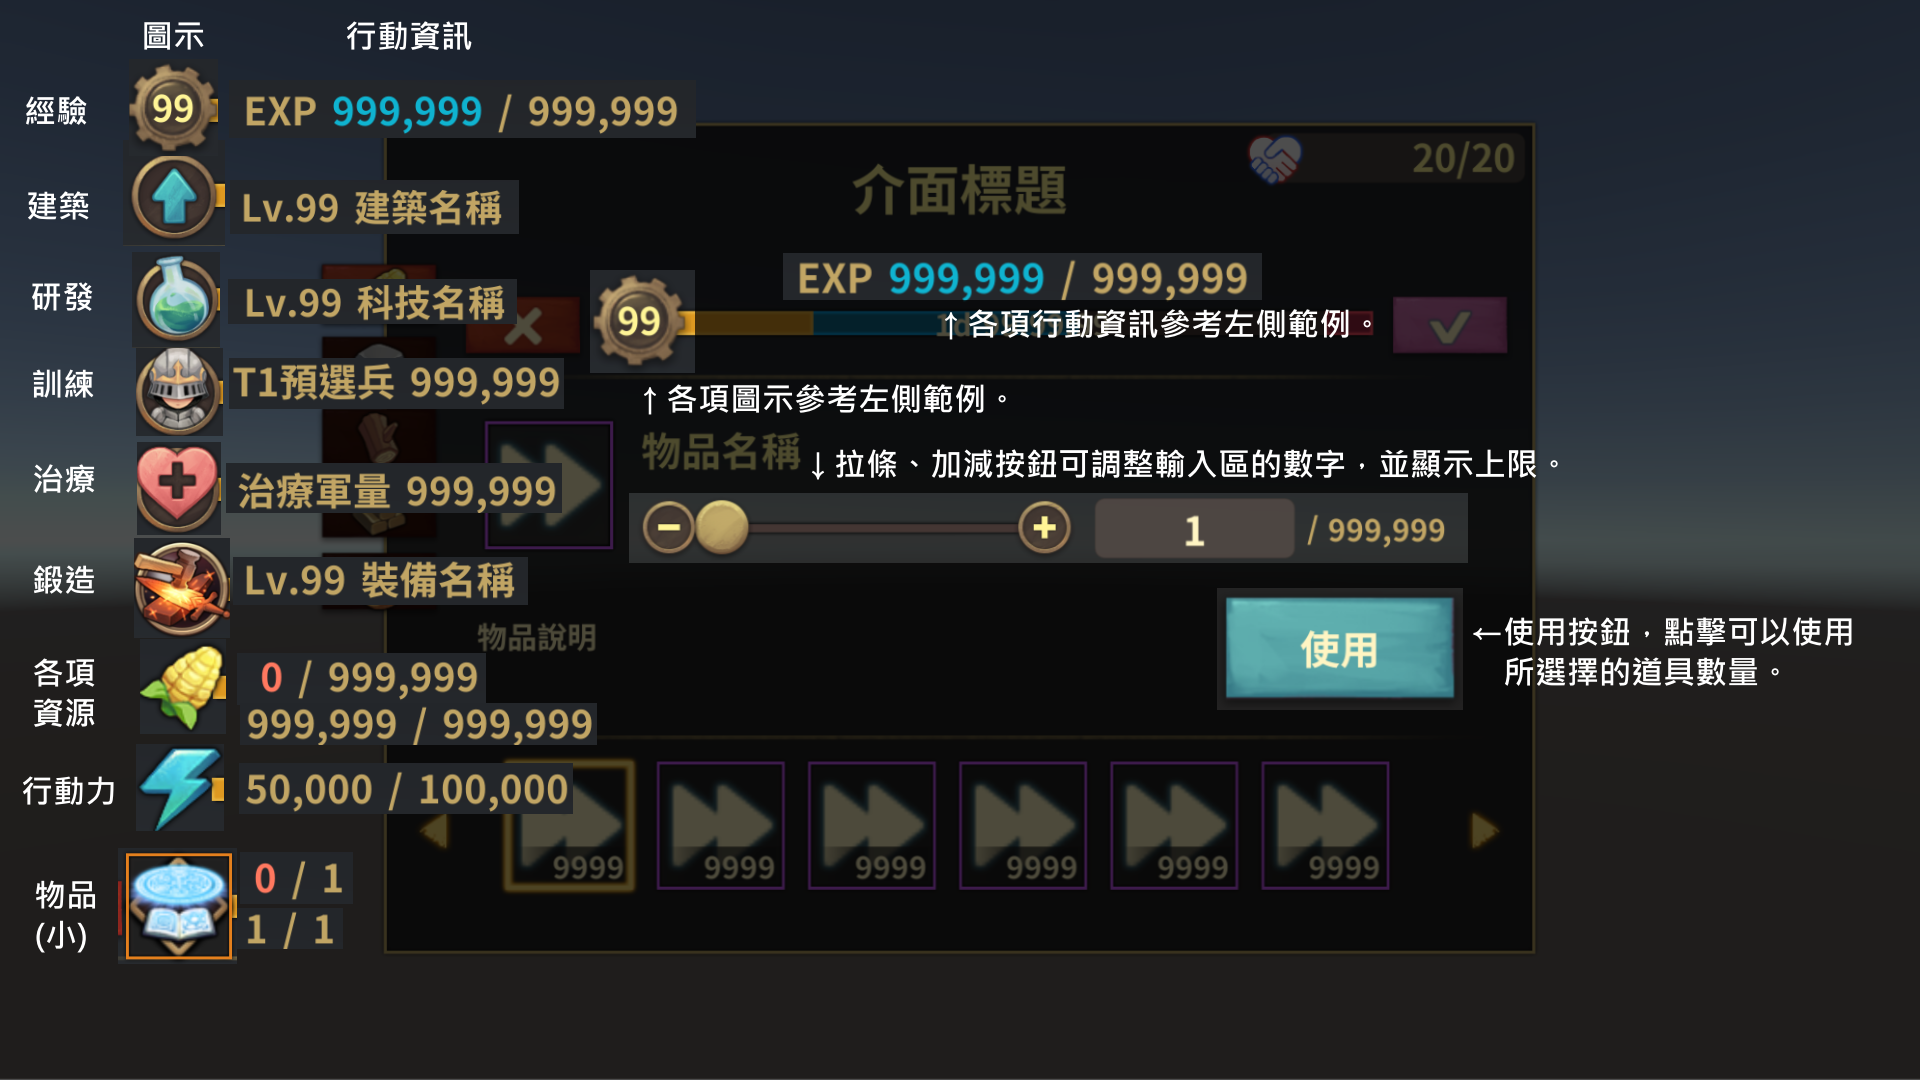 圖示 行動資訊
經驗 99 EXP 999,999 / 999,999
建築 Lv.99 建築名稱
研發 Lv.99 科技名稱
訓練 T1預選兵 999,999
治療 治療軍量 999,999
鍛造 Lv.99 裝備名稱
各項
資源
0 / 999,999
999,999 / 999,999
行動力 50,000 / 100,000
物品
(小)
0 / 1
1 / 1
介面標題
20/20
EXP 999,999 / 999,999
99
↑各項行動資訊參考左側範例。
↑各項圖示參考左側範例。
物品名稱
↓拉條、加減按鈕可調整輸入區的數字，並顯示上限。
1 / 999,999
物品說明
使用
←使用按鈕，點擊可以使用
所選擇的道具數量。
9999 9999 9999 9999 9999 9999